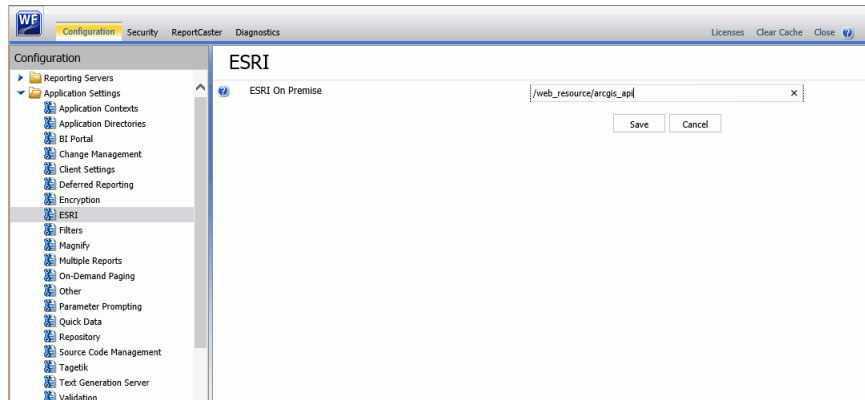 WF
Configuration Security ReportCaster Diagnostics
Licenses Clear Cache Close
Configuration
Reporting Servers
Application Settings
Application Contexts
Application Directories
BI Portal
Change Management
Client Settings
Deferred Reporting
Encryption
ESRI
Filters
Magnify
Multiple Reports
On-Demand Paging
Other
Parameter Prompting
Quick Data
Repository
Source Code Management
Tagetik
Text Generation Server
Validation
ESRI
ESRI On Premise /web_resource/arcgis_api
Save Cancel